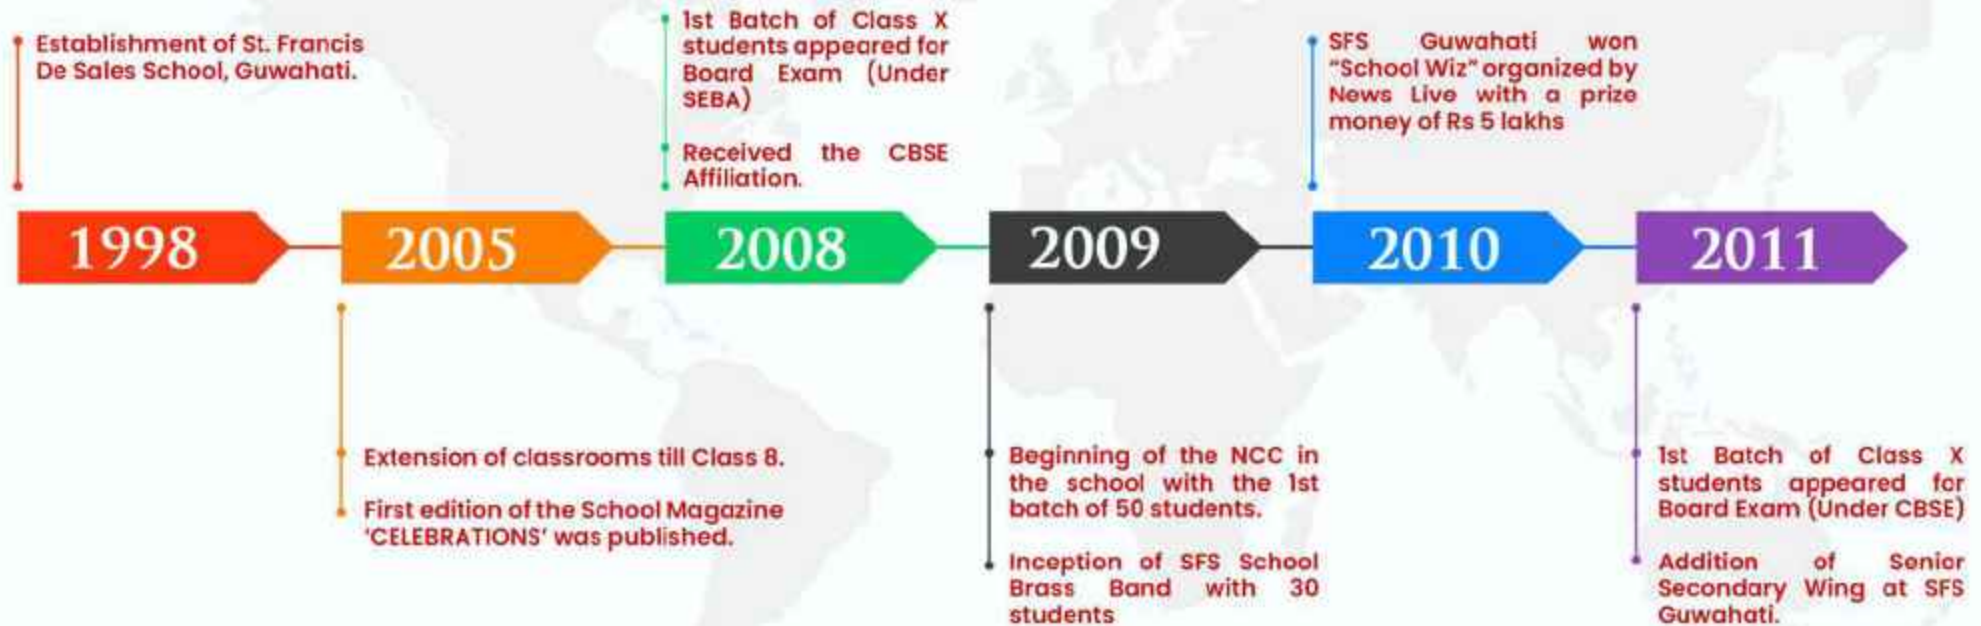 Establishment of St. Francis
De Sales School, Guwahati.
1st Batch of Class X
students appeared for
Board Exam (Under
SEBA)
Received the CBSE
Affiliation.
SFS Guwahati won
"School Wiz" organized by
News Live with a prize
money of Rs 5 lakhs
1998
2005
2008
2009
2010
2011
Extension of classrooms till Class 8.
First edition of the School Magazine
'CELEBRATIONS' was published.
Beginning of the NCC in
the school with the 1st
batch of 50 students.
Inception of SFS School
Brass Band with 30
students
1st Batch of Class X
students appeared for
Board Exam (Under CBSE)
Addition of Senior
Secondary Wing at SFS
Guwahati.